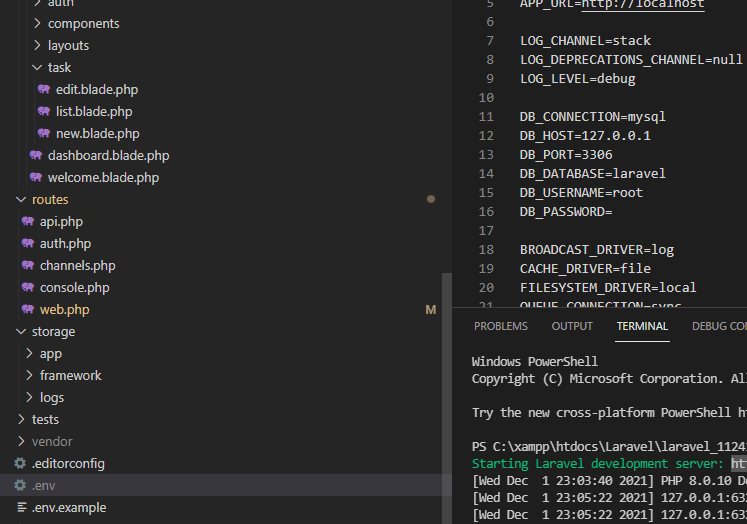 auth
components
layouts
task
edit.blade.php
list.blade.php
new.blade.php
dashboard.blade.php
welcome.blade.php
routes
api.php
auth.php
channels.php
console.php
web.php M
storage
app
framework
logs
tests
vendor
.editorconfig
.env
.env.example
5 APP_URL=http://localhost
6
7 LOG_CHANNEL=stack
8 LOG_DEPRECATIONS_CHANNEL=null
9 LOG_LEVEL=debug
10
11 DB_CONNECTION=mysql
12 DB_HOST=127.0.0.1
13 DB_PORT=3306
14 DB_DATABASE=laravel
15 DB_USERNAME=root
16 DB_PASSWORD=
17
18 BROADCAST_DRIVER=log
19 CACHE_DRIVER=file
20 FILESYSTEM_DRIVER=local
21 QUEUE_CONNECTION=sync
PROBLEMS OUTPUT TERMINAL DEBUG CO
Windows PowerShell
Copyright (C) Microsoft Corporation. Al
Try the new cross-platform PowerShell h
PS C:\xampp\htdocs\Laravel\laravel_1124
Starting Laravel development server: ht
[Wed Dec  1 23:03:40 2021] PHP 8.0.10 D
[Wed Dec  1 23:05:22 2021] 127.0.0.1:63
[Wed Dec  1 23:05:22 2021] 127.0.0.1:63